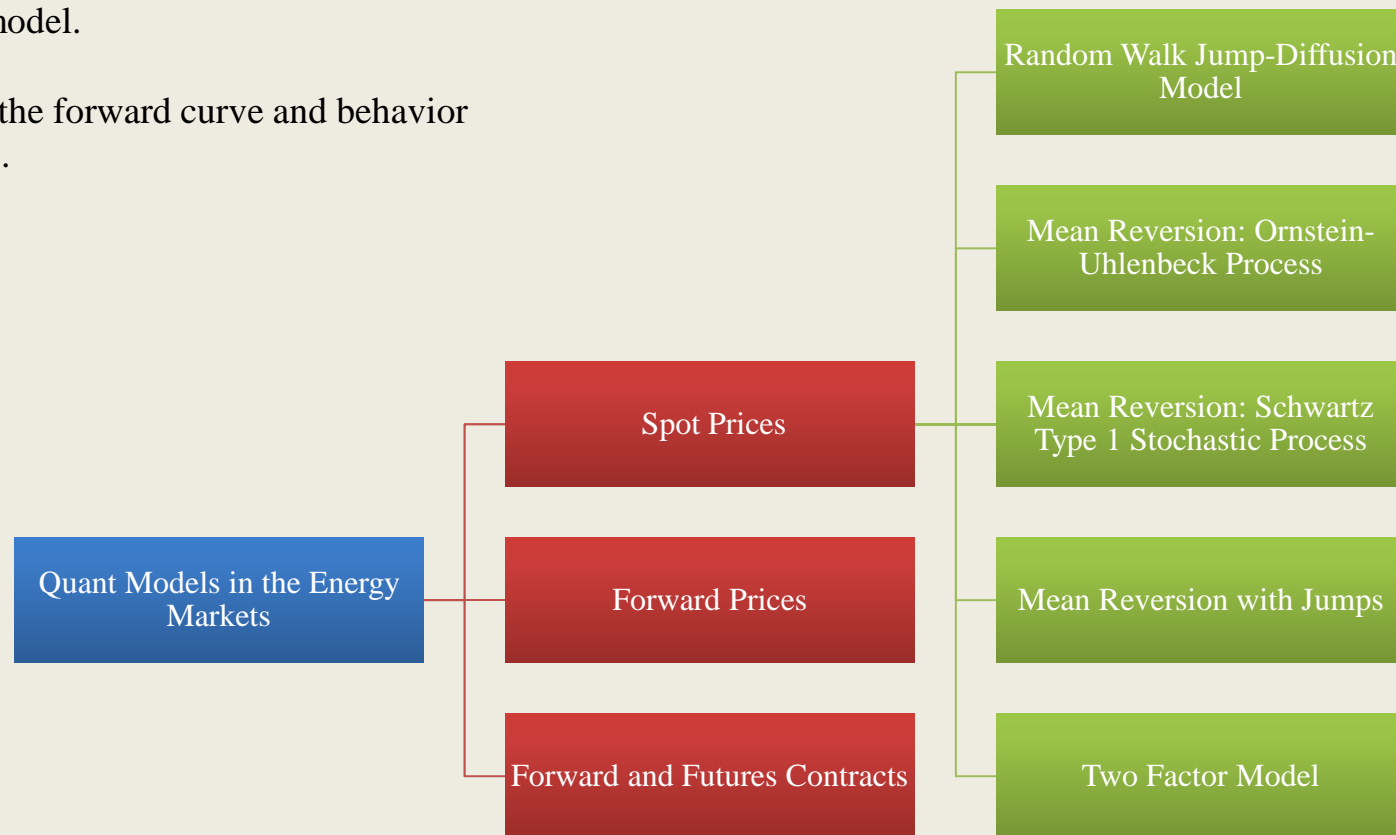 model.
the forward curve and behavior
.
Random Walk Jump-Diffusion
Model
Mean Reversion: Ornstein-
Uhlenbeck Process
Spot Prices
Mean Reversion: Schwartz
Type 1 Stochastic Process
Quant Models in the Energy
Markets
Forward Prices
Mean Reversion with Jumps
Forward and Futures Contracts
Two Factor Model